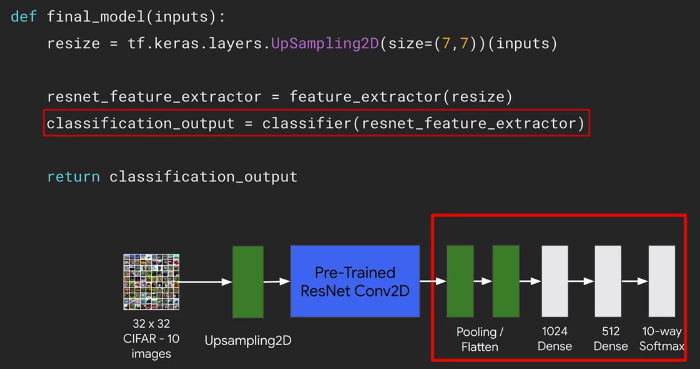 def final_model(inputs):
resize = tf.keras.layers.UpSampling2D(size=(7,7))(inputs)
resnet_feature_extractor = feature_extractor(resize)
classification_output = classifier(resnet_feature_extractor)
return classification_output
Pre-Trained
ResNet Conv2D
32 x 32
CIFAR - 10
images
Upsampling2D
Pooling /
Flatten
1024
Dense
512
Dense
10-way
Softmax